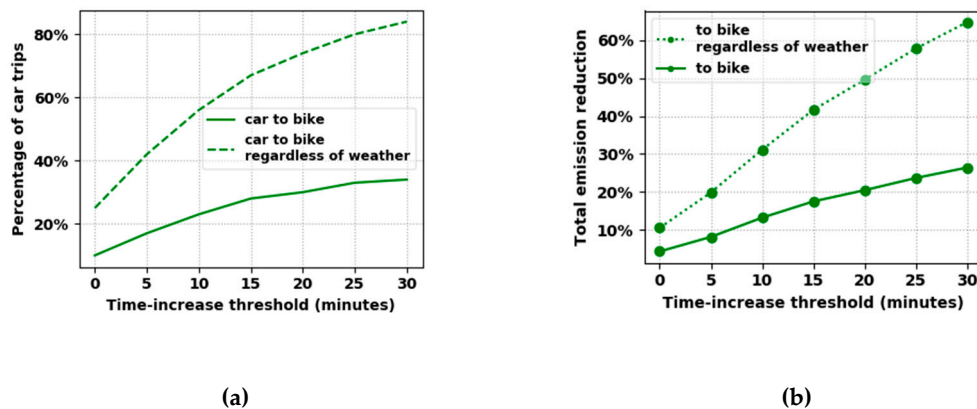 Percentage of car trips
80%
60%
40%
20%
car to bike
car to bike
regardless of weather
0 5 10 15 20 25 30
Time-increase threshold (minutes)
(a)
Total emission reduction
60%
50%
40%
30%
20%
10%
to bike
regardless of weather
to bike
0 5 10 15 20 25 30
Time-increase threshold (minutes)
(b)